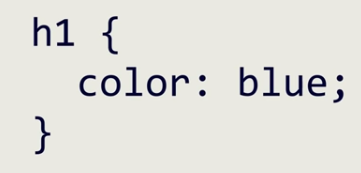 h1 {
  color: blue;
}